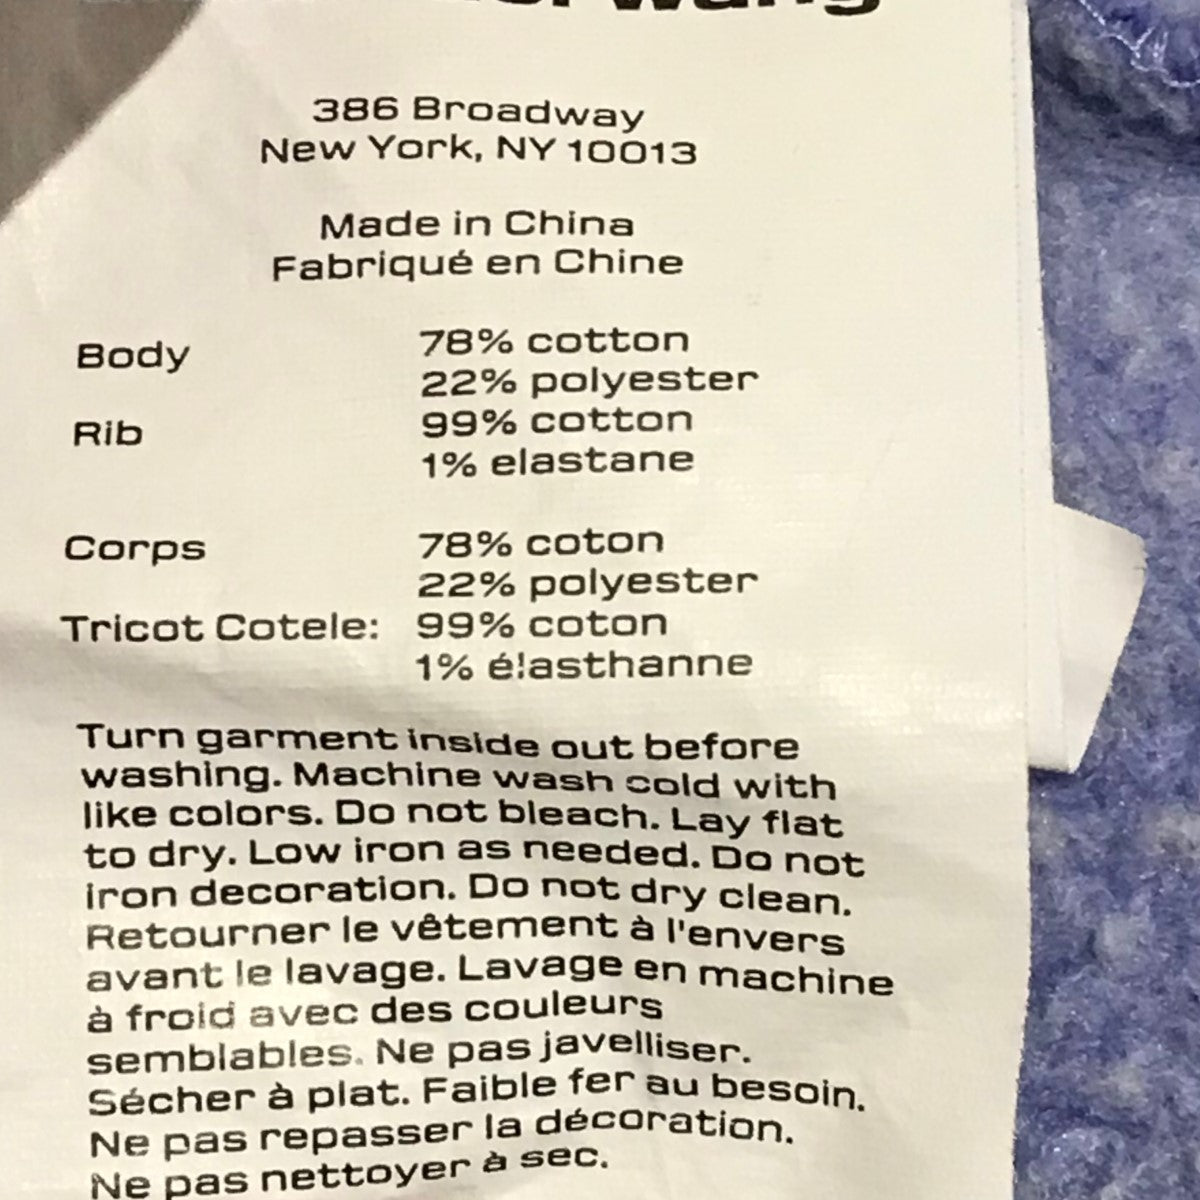 wang
386 Broadway
New York, NY 10013
Made in China
Fabriqué en Chine
Body 78% cotton
22% polyester
Rib 99% cotton
1% elastane
Corps 78% coton
22% polyester
Tricot Cotele: 99% coton
1% élasthanne
Turn garment inside out before
washing. Machine wash cold with
like colors. Do not bleach. Lay flat
to dry. Low iron as needed. Do not
iron decoration. Do not dry clean.
Retourner le vêtement à l'envers
avant le lavage. Lavage en machine
à froid avec des couleurs
semblables. Ne pas javelliser.
Sécher à plat. Faible fer au besoin.
Ne pas repasser la décoration.
Ne pas nettoyer à sec.